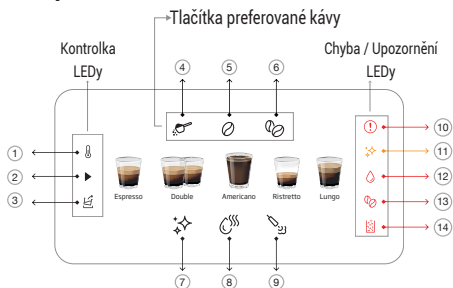 Tlačítka preferované kávy
Kontrolka
LEDy
Chyba / Upozornění
LEDy
4 5 6
1
2
3
10
11
12
13
14
Espresso Double Americano Ristretto Lungo
7 8 9